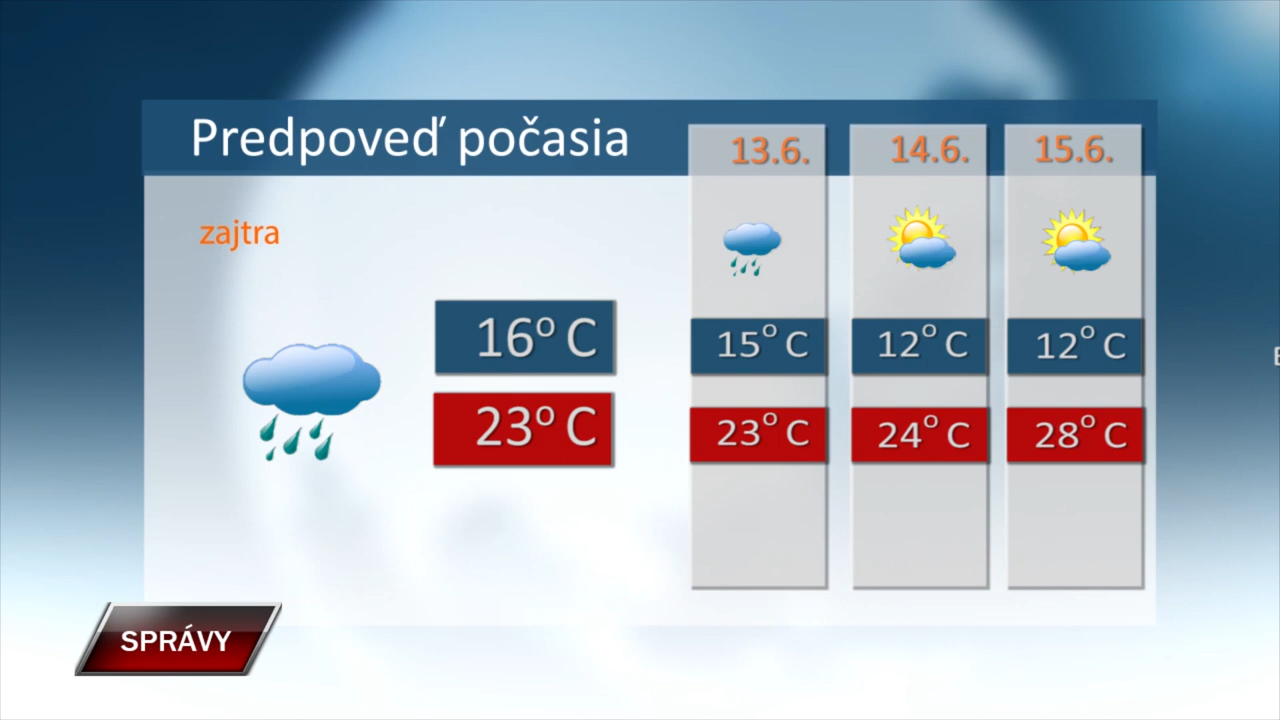 Predpoveď počasia
zajtra
16° C
23° C
13.6.
15° C
23° C
14.6.
12° C
24° C
15.6.
12° C
28° C
SPRÁVY